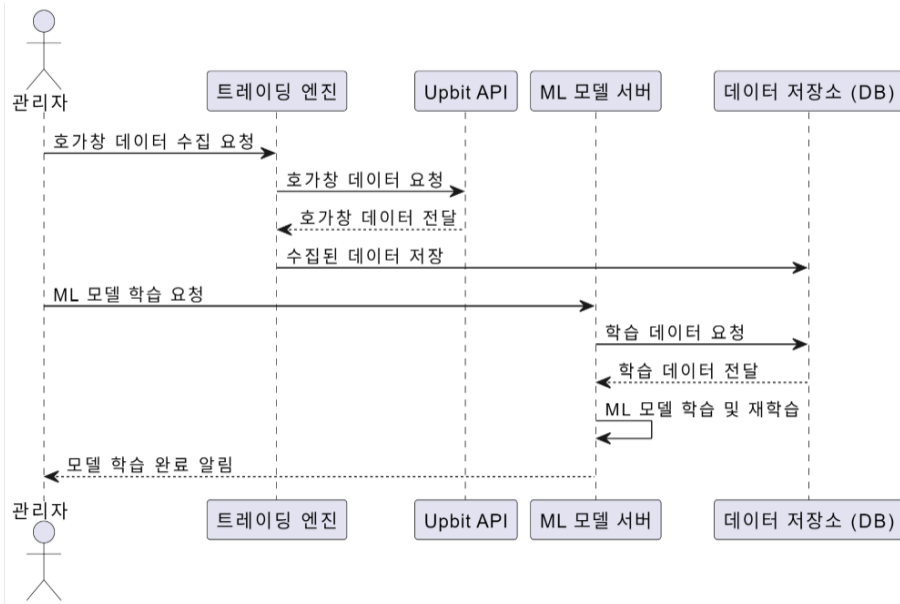 관리자
트레이딩 엔진
Upbit API
ML 모델 서버
데이터 저장소 (DB)
호가창 데이터 수집 요청
호가창 데이터 요청
호가창 데이터 전달
수집된 데이터 저장
ML 모델 학습 요청
학습 데이터 요청
학습 데이터 전달
ML 모델 학습 및 재학습
모델 학습 완료 알림
관리자
트레이딩 엔진
Upbit API
ML 모델 서버
데이터 저장소 (DB)